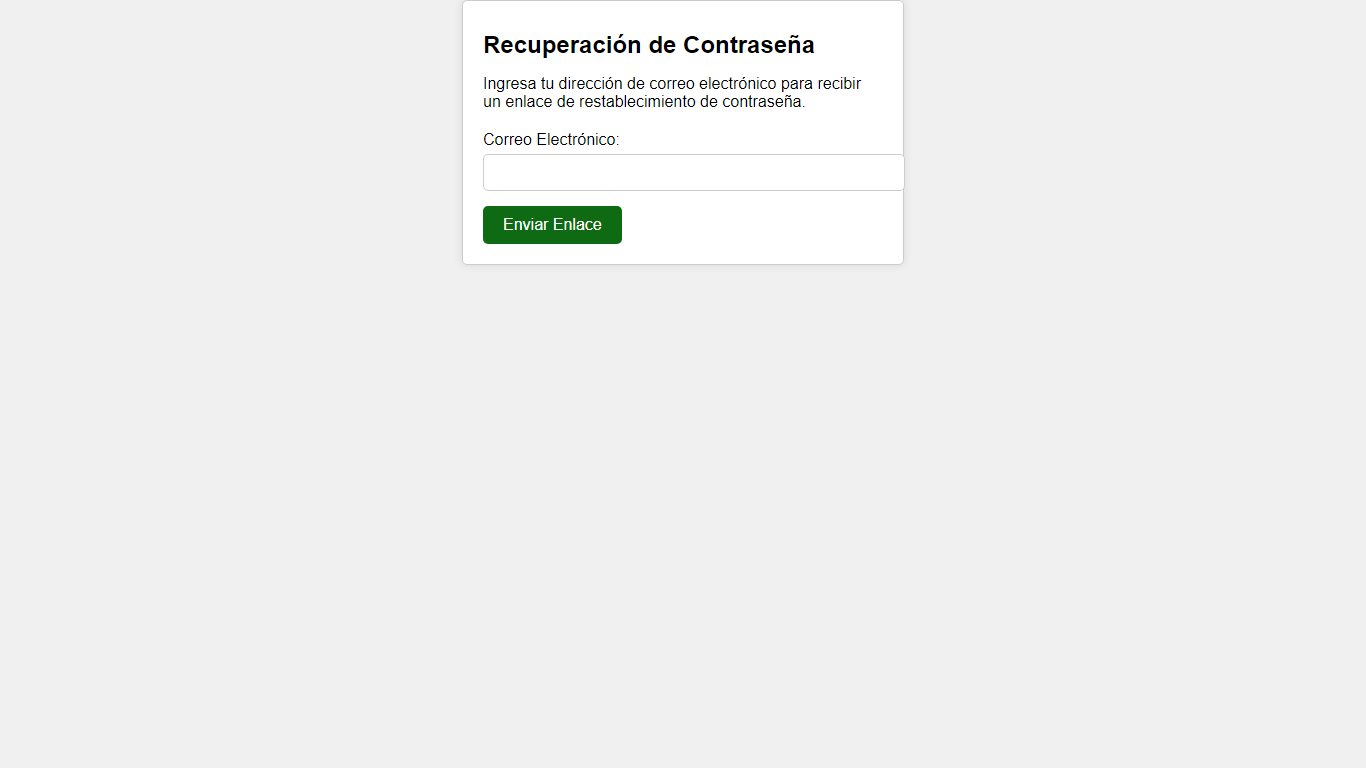 Recuperación de Contraseña
Ingresa tu dirección de correo electrónico para recibir
un enlace de restablecimiento de contraseña.
Correo Electrónico:
Enviar Enlace